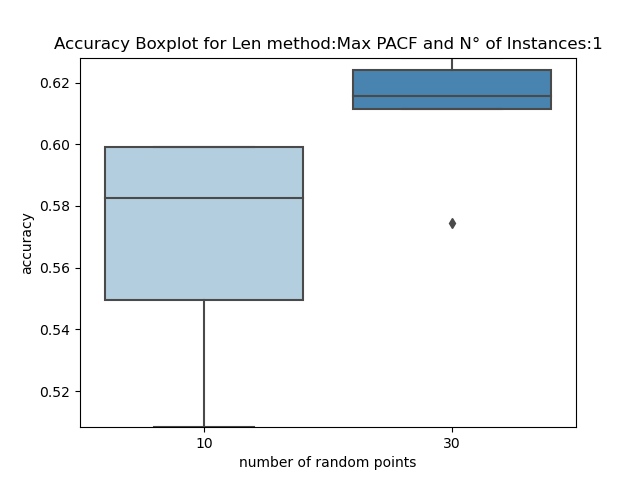 Accuracy Boxplot for Len method:Max PACF and N° of Instances:1
0.62
0.60
0.58
0.56
0.54
0.52
accuracy
10 30
number of random points